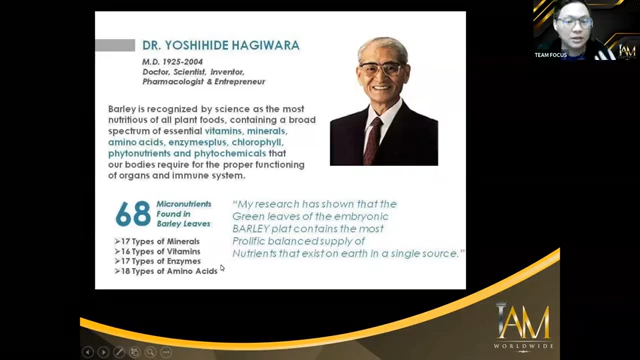 DR. YOSHIHIDE HAGIWARA
M.D. 1925-2004
Doctor, Scientist, Inventor,
Pharmacologist & Entrepreneur
Barley is recognized by science as the most
nutritious of all plant foods, containing a broad
spectrum of essential vitamins, minerals,
amino acids, enzymesplus, chlorophyll,
phytonutrients and phytochemicals that
our bodies require for the proper functioning
of organs and immune system.
68
Micronutrients
Found in
Barley Leaves
➢17 Types of Minerals
➢16 Types of Vitamins
➢17 Types of Enzymes
➢18 Types of Amino Acids
"My research has shown that the
Green leaves of the embryonic
BARLEY plat contains the most
Prolific balanced supply of
Nutrients that exist on earth in a single source."
TEAM FOCUS
IAM
IAM
WORLDWIDE